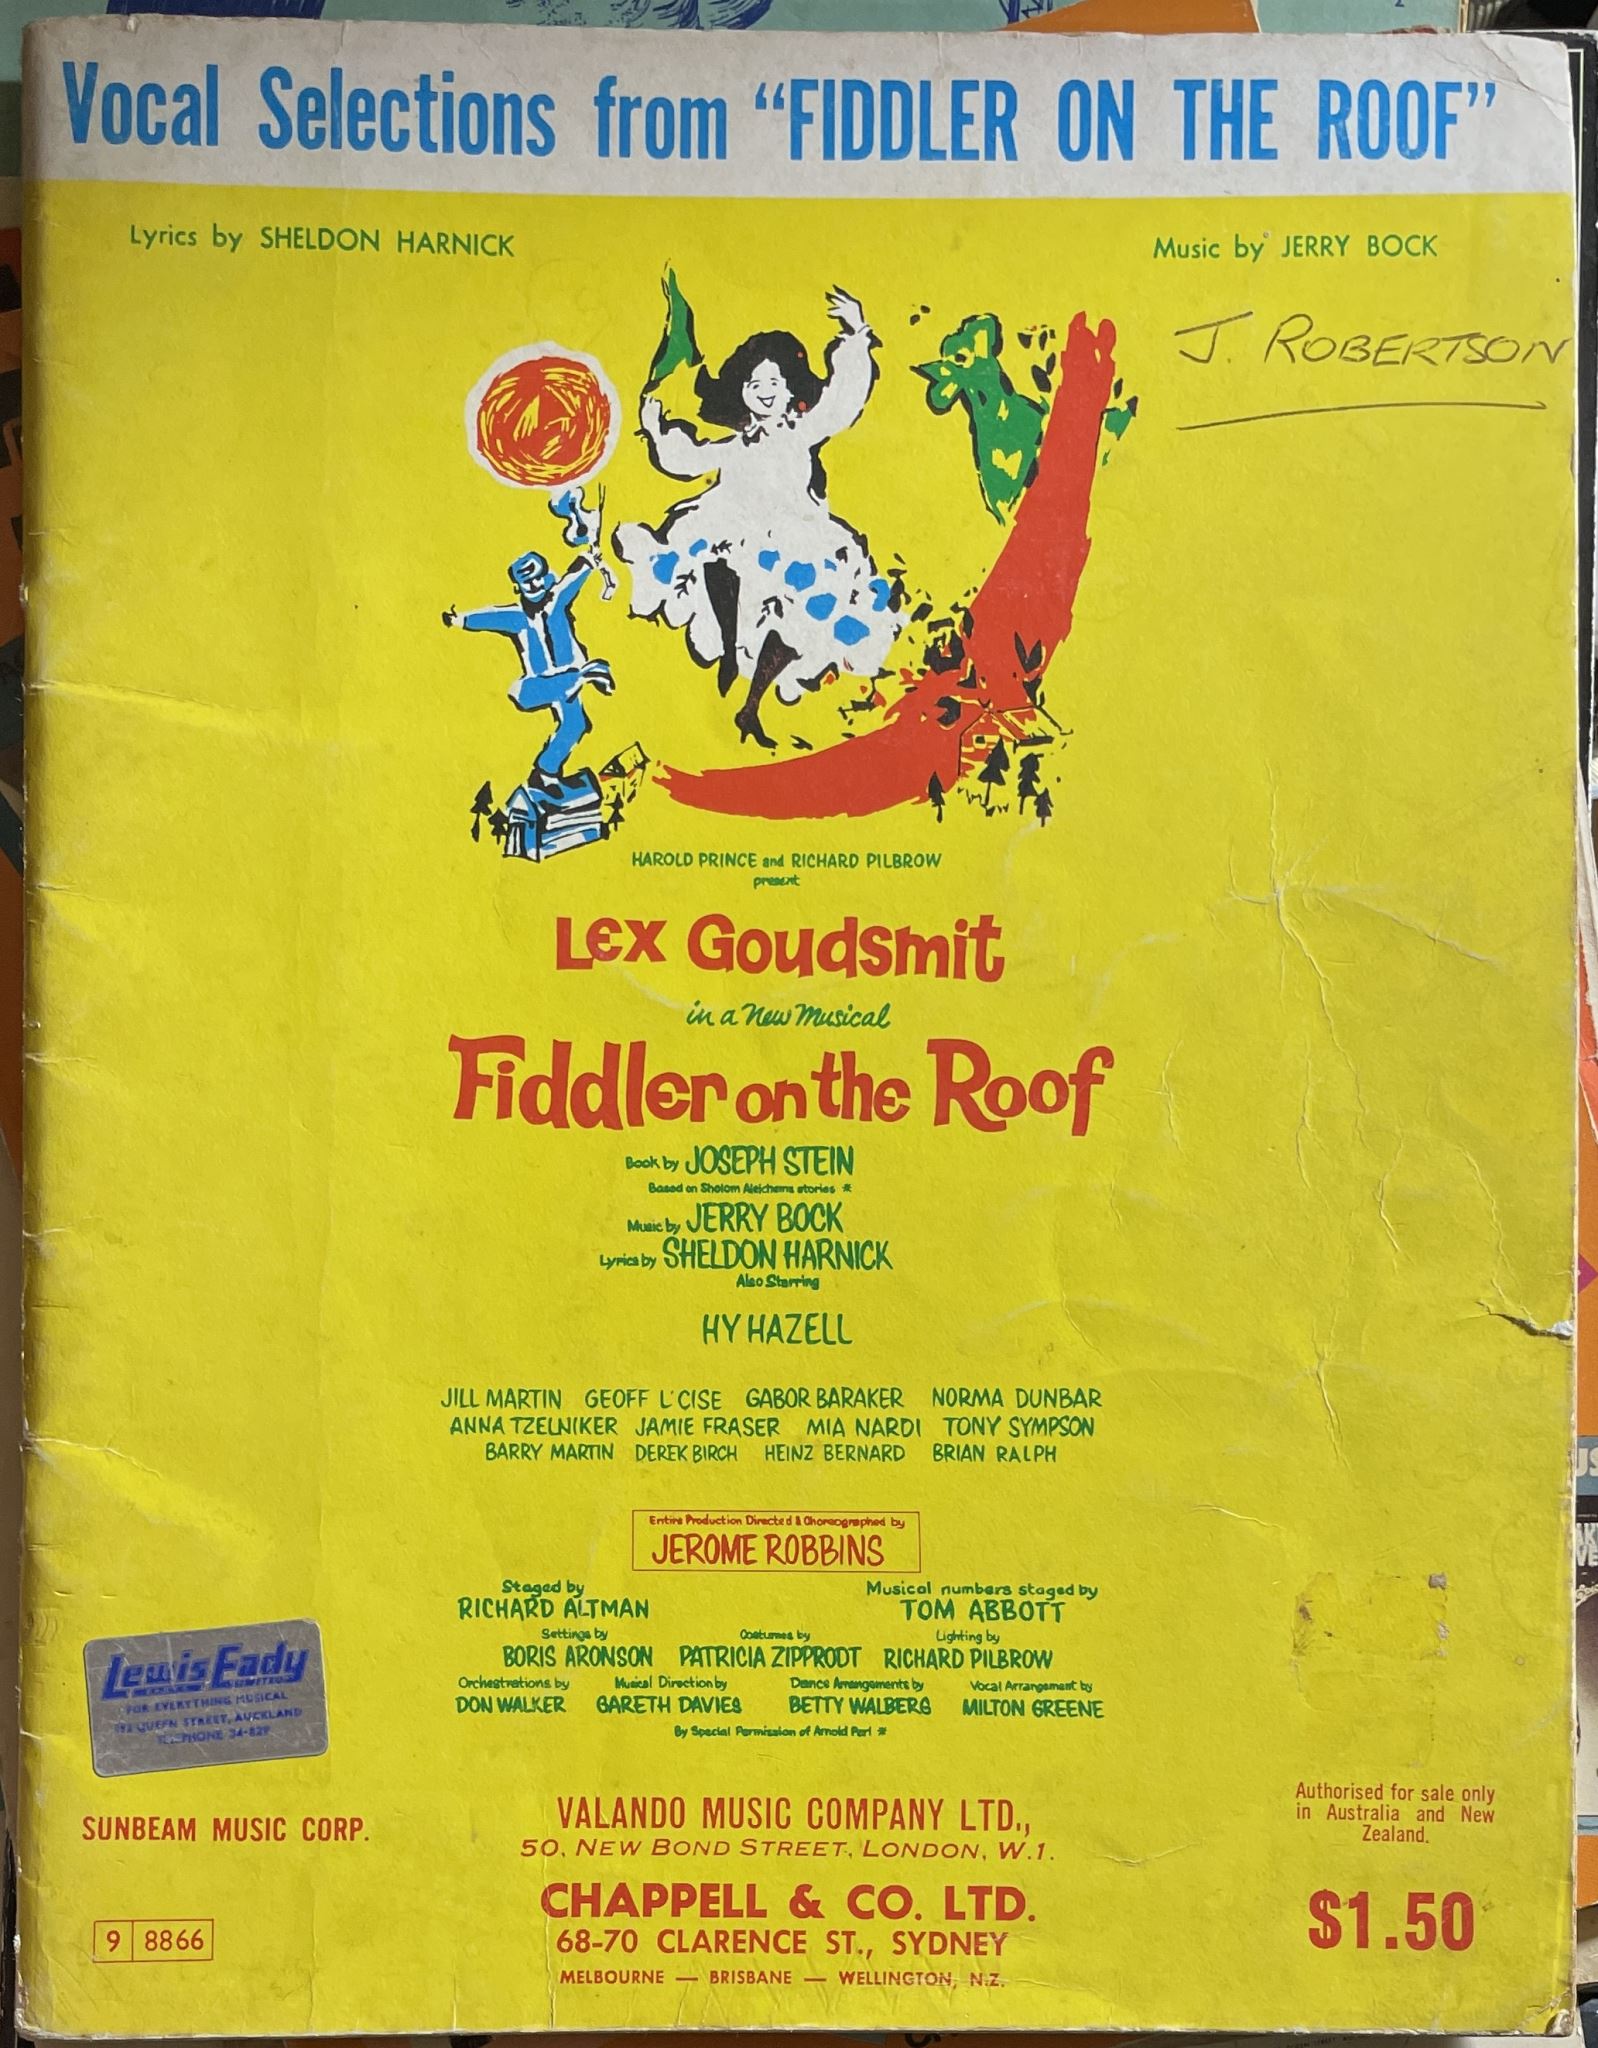 Vocal Selections from "FIDDLER ON THE ROOF"
Lyrics by SHELDON HARNICK
Music by JERRY BOCK
J. ROBERTSON
HAROLD PRINCE and RICHARD PILBROW
present
LEX GOUDSMIT
in a New Musical
Fiddler on the Roof
Book by JOSEPH STEIN
Based on Sholom Aleichems stories *
Music by JERRY BOCK
Lyrics by SHELDON HARNICK
Also Starring
HY HAZELL
JILL MARTIN GEOFF L'CISE GABOR BARAKER NORMA DUNBAR
ANNA TZELNIKER JAMIE FRASER MIA NARDI TONY SYMPSON
BARRY MARTIN DEREK BIRCH HEINZ BERNARD BRIAN RALPH
Entire Production Directed & Choreographed by
JEROME ROBBINS
Staged by
RICHARD ALTMAN
Musical numbers staged by
TOM ABBOTT
Settings by
BORIS ARONSON
Costumes by
PATRICIA ZIPPRODT
Lighting by
RICHARD PILBROW
Orchestrations by
DON WALKER
Musical Direction by
GARETH DAVIES
Dance Arrangements by
BETTY WALBERG
Vocal Arrangement by
MILTON GREENE
By Special Permission of Arnold Perl *
Lewis Eady
LIMITED
FOR EVERYTHING MUSICAL
192 QUEEN STREET, AUCKLAND
TELEPHONE 34-829
SUNBEAM MUSIC CORP.
VALANDO MUSIC COMPANY LTD.,
50, NEW BOND STREET, LONDON, W.1.
CHAPPELL & CO. LTD.
68-70 CLARENCE ST., SYDNEY
MELBOURNE — BRISBANE — WELLINGTON, N.Z.
Authorised for sale only
in Australia and New
Zealand.
$1.50
9 8866